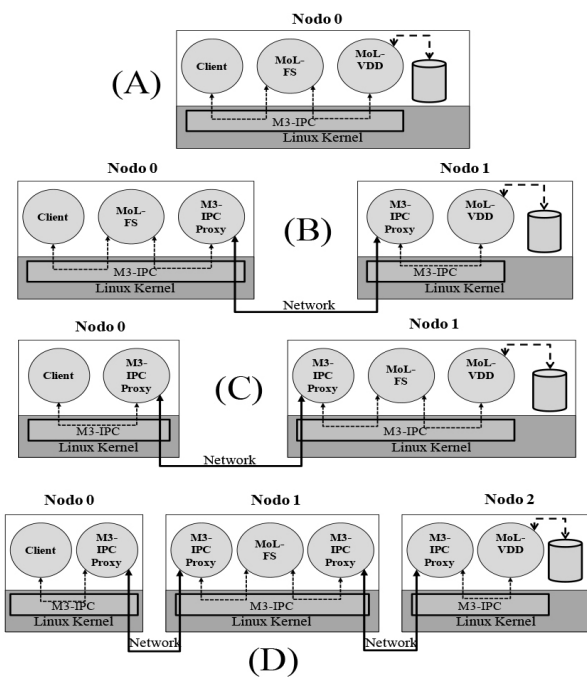 Nodo 0
Client
MoL-
FS
MoL-
VDD
(A)
M3-IPC
Linux Kernel
Nodo 0
Nodo 1
Client
MoL-
FS
M3-
IPC
Proxy
(B)
M3-
IPC
Proxy
MoL-
VDD
M3-IPC
Linux Kernel
M3-IPC
Linux Kernel
Network
Nodo 0
Nodo 1
Client
M3-
IPC
Proxy
(C)
M3-
IPC
Proxy
MoL-
FS
MoL-
VDD
M3-IPC
Linux Kernel
M3-IPC
Linux Kernel
Network
Nodo 0
Nodo 1
Nodo 2
Client
M3-
IPC
Proxy
M3-
IPC
Proxy
MoL-
FS
M3-
IPC
Proxy
M3-
IPC
Proxy
MoL-
VDD
M3-IPC
Linux Kernel
M3-IPC
Linux Kernel
M3-IPC
Linux Kernel
Network
Network
(D)